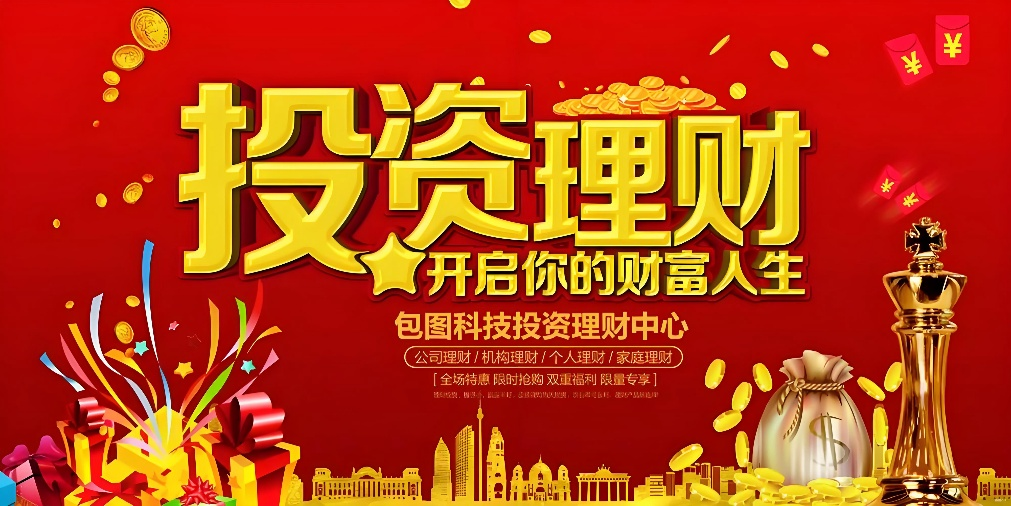 投资理财
开启你的财富人生
包图科技投资理财中心
公司理财 / 机构理财 / 个人理财 / 家庭理财
[ 全场特惠 限时抢购 双重福利 限量专享 ]
¥
¥
¥
¥
$